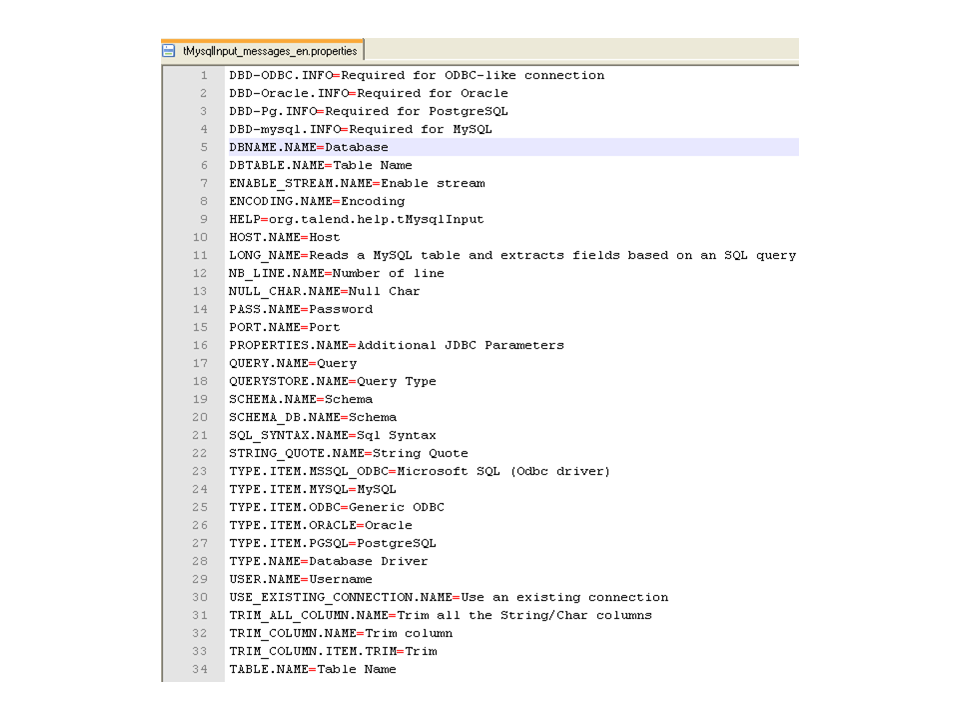 tMysqlInput_messages_en.properties
1 DBD-ODBC.INFO=Required for ODBC-like connection
2 DBD-Oracle.INFO=Required for Oracle
3 DBD-Pg.INFO=Required for PostgreSQL
4 DBD-mysql.INFO=Required for MySQL
5 DBNAME.NAME=Database
6 DBTABLE.NAME=Table Name
7 ENABLE_STREAM.NAME=Enable stream
8 ENCODING.NAME=Encoding
9 HELP=org.talend.help.tMysqlInput
10 HOST.NAME=Host
11 LONG_NAME=Reads a MySQL table and extracts fields based on an SQL query
12 NB_LINE.NAME=Number of line
13 NULL_CHAR.NAME=Null Char
14 PASS.NAME=Password
15 PORT.NAME=Port
16 PROPERTIES.NAME=Additional JDBC Parameters
17 QUERY.NAME=Query
18 QUERYSTORE.NAME=Query Type
19 SCHEMA.NAME=Schema
20 SCHEMA_DB.NAME=Schema
21 SQL_SYNTAX.NAME=Sql Syntax
22 STRING_QUOTE.NAME=String Quote
23 TYPE.ITEM.MSSQL_ODBC=Microsoft SQL (Odbc driver)
24 TYPE.ITEM.MYSQL=MySQL
25 TYPE.ITEM.ODBC=Generic ODBC
26 TYPE.ITEM.ORACLE=Oracle
27 TYPE.ITEM.PGSQL=PostgreSQL
28 TYPE.NAME=Database Driver
29 USER.NAME=Username
30 USE_EXISTING_CONNECTION.NAME=Use an existing connection
31 TRIM_ALL_COLUMN.NAME=Trim all the String/Char columns
32 TRIM_COLUMN.NAME=Trim column
33 TRIM_COLUMN.ITEM.TRIM=Trim
34 TABLE.NAME=Table Name